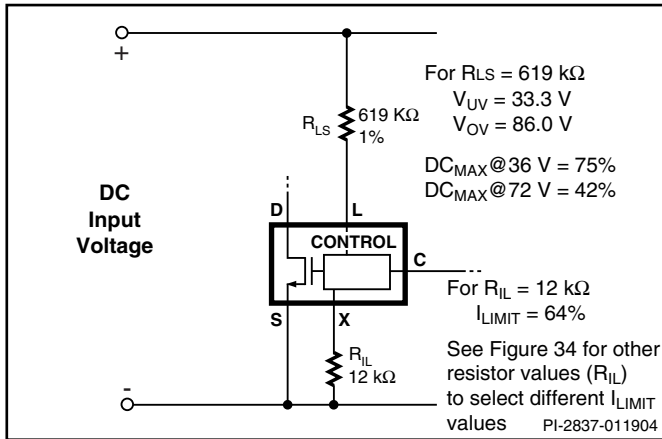 +
DC
Input
Voltage
-
R_LS
619 KΩ
1%
For RLS = 619 kΩ
V_UV = 33.3 V
V_OV = 86.0 V
DC_MAX@36 V = 75%
DC_MAX@72 V = 42%
D
L
CONTROL
C
S
X
R_IL
12 kΩ
For R_IL = 12 kΩ
I_LIMIT = 64%
See Figure 34 for other
resistor values (R_IL)
to select different I_LIMIT
values
PI-2837-011904